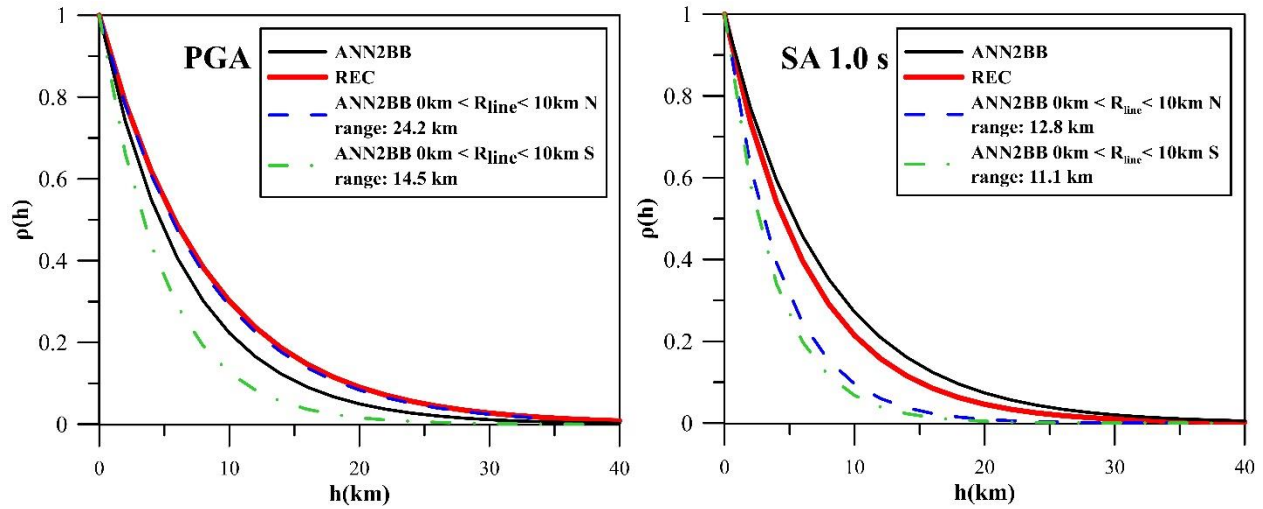 PGA
ANN2BB
REC
ANN2BB 0km < Rline< 10km N
range: 24.2 km
ANN2BB 0km < Rline< 10km S
range: 14.5 km
1
0.8
0.6
0.4
0.2
0
ρ(h)
0 10 20 30 40
h(km)
SA 1.0 s
ANN2BB
REC
ANN2BB 0km < Rline< 10km N
range: 12.8 km
ANN2BB 0km < Rline< 10km S
range: 11.1 km
1
0.8
0.6
0.4
0.2
0
ρ(h)
0 10 20 30 40
h(km)